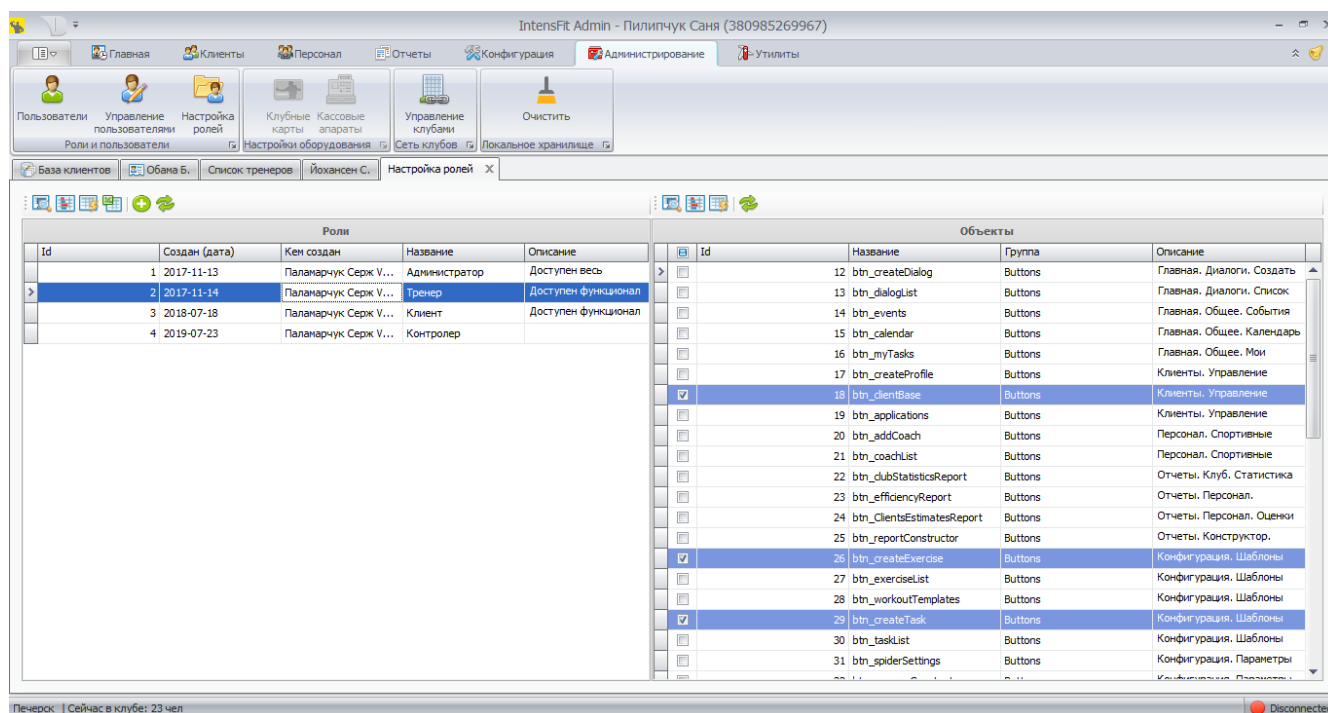 IntensFit Admin - Пилипчук Саня (380985269967)
Главная Клиенты Персонал Отчеты Конфигурация Администрирование Утилиты
Пользователи Управление пользователями Настройка ролей Клубные карты Кассовые апараты Управление клубами Очистить
Роли и пользователи Настройки оборудования Сеть клубов Локальное хранилище
База клиентов Обама Б. Список тренеров Йохансен С. Настройка ролей X
Роли
Id Создан (дата) Кем создан Название Описание
1 2017-11-13 Паламарчук Серж V... Администратор Доступен весь
2 2017-11-14 Паламарчук Серж V... Тренер Доступен функционал
3 2018-07-18 Паламарчук Серж V... Клиент Доступен функционал
4 2019-07-23 Паламарчук Серж V... Контролер
Объекты
Id Название Группа Описание
12 btn_createDialog Buttons Главная. Диалоги. Создать
13 btn_dialogList Buttons Главная. Диалоги. Список
14 btn_events Buttons Главная. Общее. События
15 btn_calendar Buttons Главная. Общее. Календарь
16 btn_myTasks Buttons Главная. Общее. Мои
17 btn_createProfile Buttons Клиенты. Управление
18 btn_clientBase Buttons Клиенты. Управление
19 btn_applications Buttons Клиенты. Управление
20 btn_addCoach Buttons Персонал. Спортивные
21 btn_coachList Buttons Персонал. Спортивные
22 btn_clubStatisticsReport Buttons Отчеты. Клуб. Статистика
23 btn_efficiencyReport Buttons Отчеты. Персонал.
24 btn_ClientsEstimatesReport Buttons Отчеты. Персонал. Оценки
25 btn_reportConstructor Buttons Отчеты. Конструктор.
26 btn_createExercise Buttons Конфигурация. Шаблоны
27 btn_exerciseList Buttons Конфигурация. Шаблоны
28 btn_workoutTemplates Buttons Конфигурация. Шаблоны
29 btn_createTask Buttons Конфигурация. Шаблоны
30 btn_taskList Buttons Конфигурация. Шаблоны
31 btn_spiderSettings Buttons Конфигурация. Параметры
Печерск | Сейчас в клубе: 23 чел